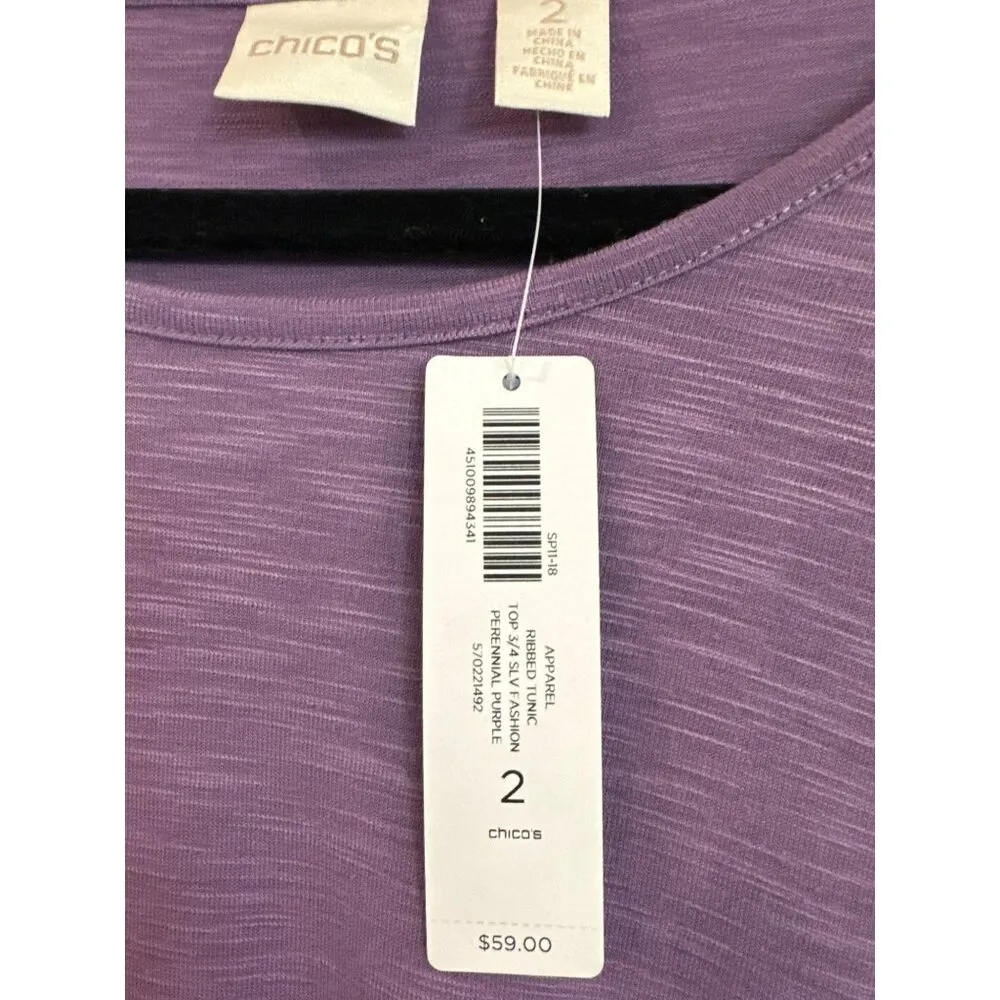 chico's
2
MADE IN
CHINA
HECHO EN
CHINA
FABRIQUÉ EN
CHINE
451009894341
SP11-18
APPAREL
RIBBED TUNIC
TOP 3/4 SLV FASHION
PERENNIAL PURPLE
570221492
2
chico's
$59.00